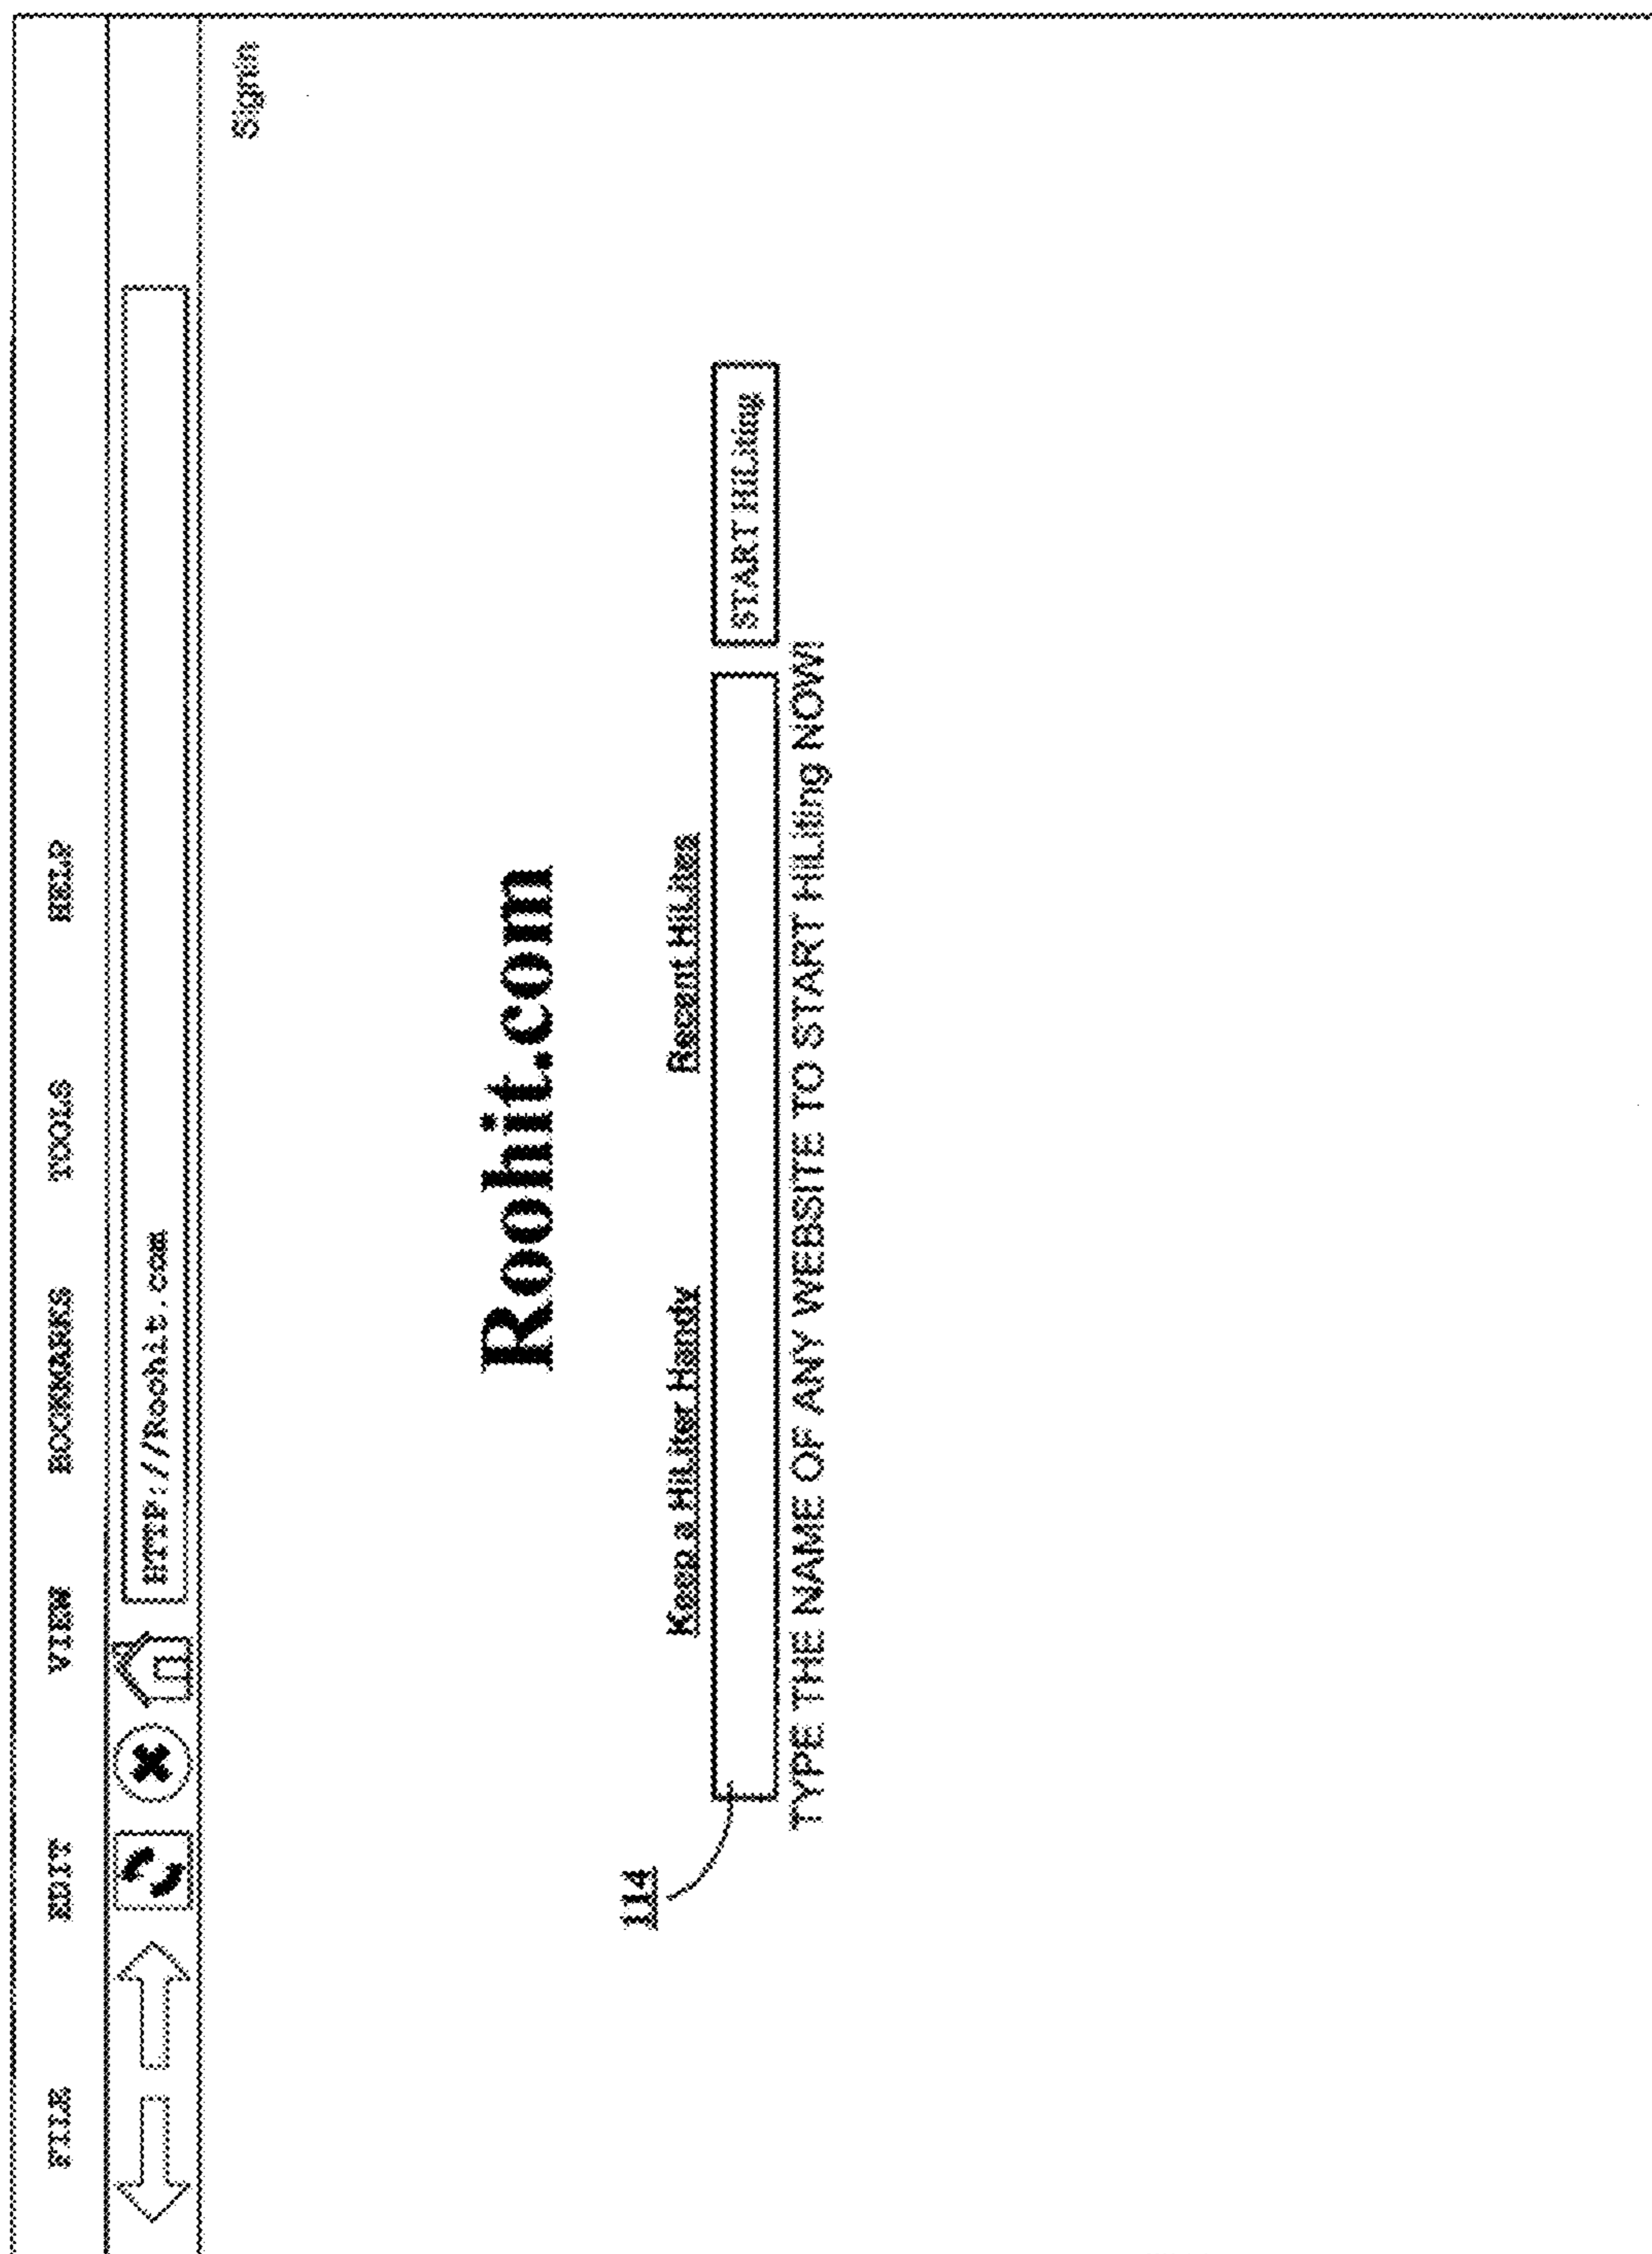 FILE EDIT VIEW BOOKMARKS TOOLS HELP
HTTP://Roohit.com
Signin
Roohit.com
Keep a HiLiter Handy Recent HiLites
114
START HiLiting
TYPE THE NAME OF ANY WEBSITE TO START HiLiting NOW!